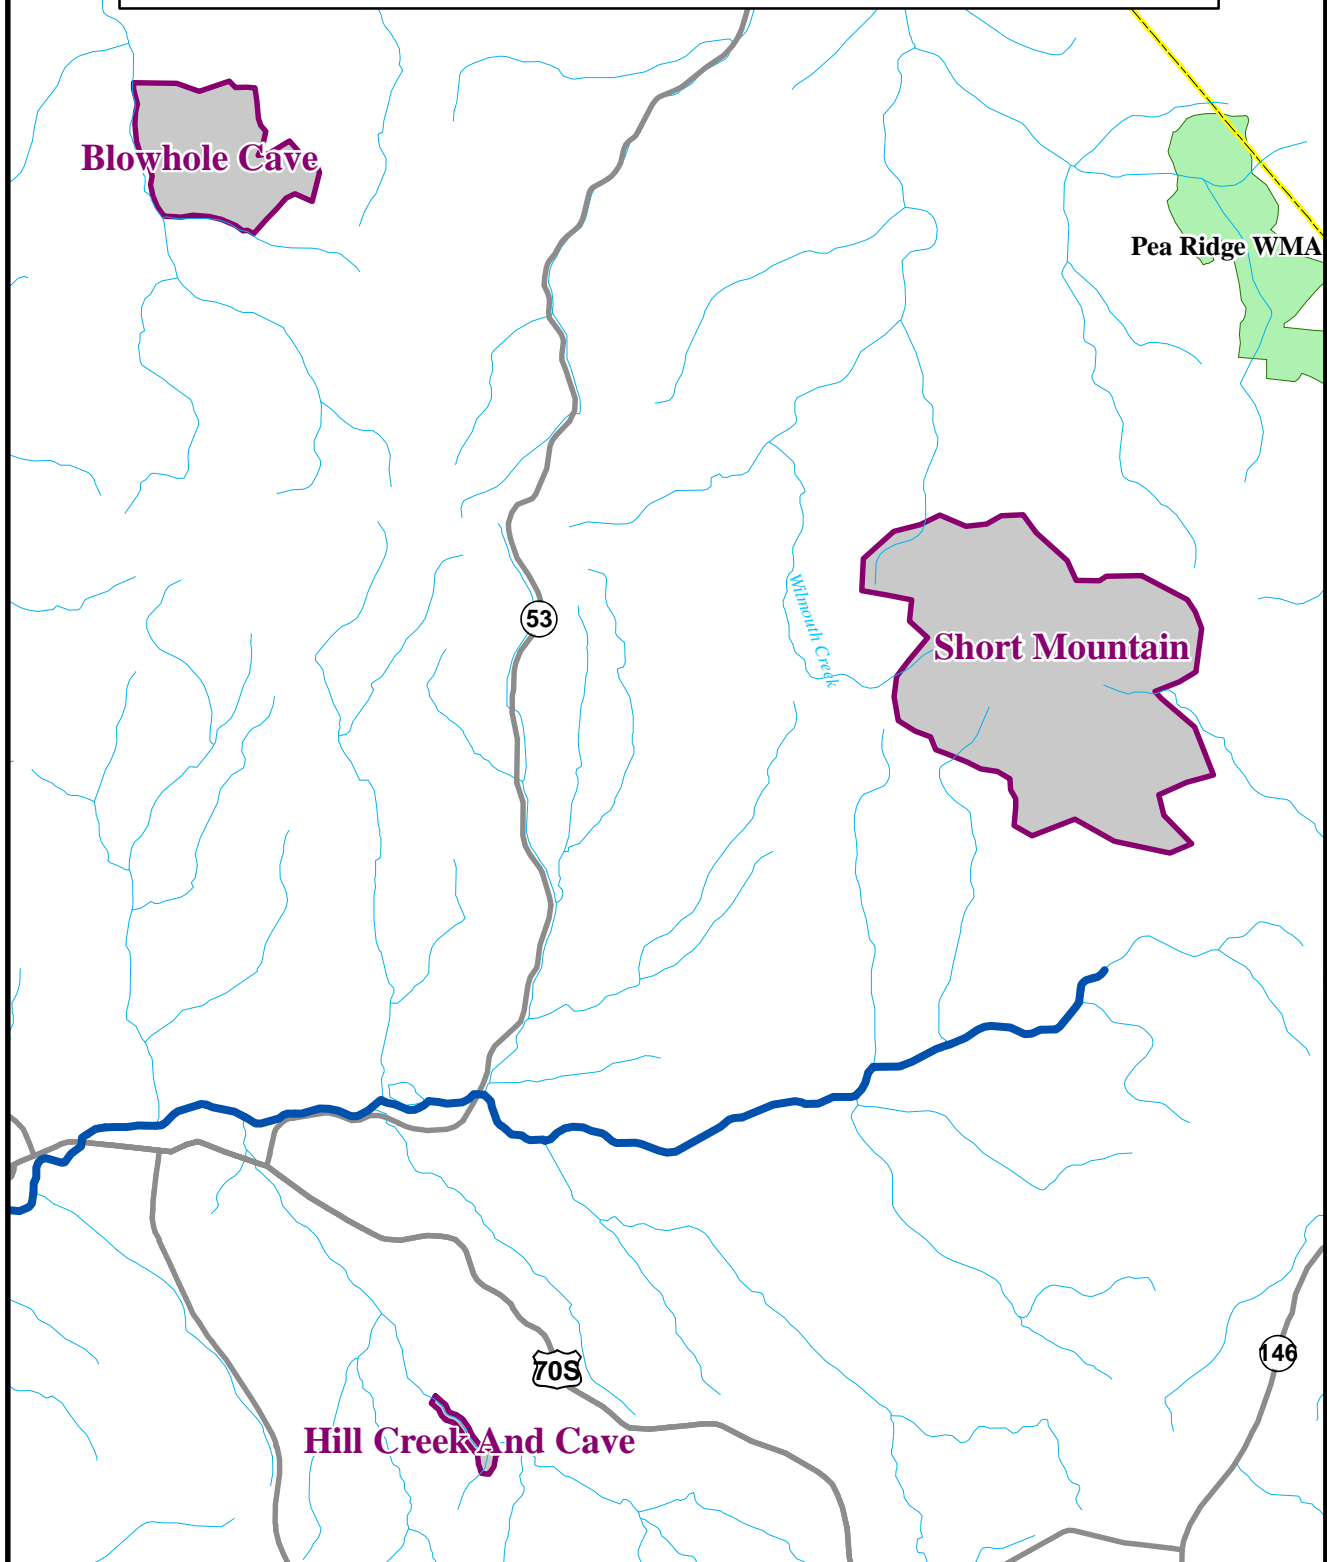 Blowhole Cave
Pea Ridge WMA
53
Wilmouth Creek
Short Mountain
146
70S
Hill Creek And Cave